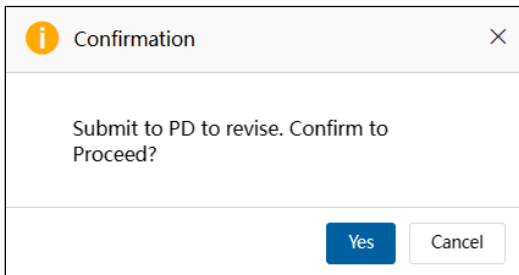 Confirmation
Submit to PD to revise. Confirm to
Proceed?
Yes
Cancel